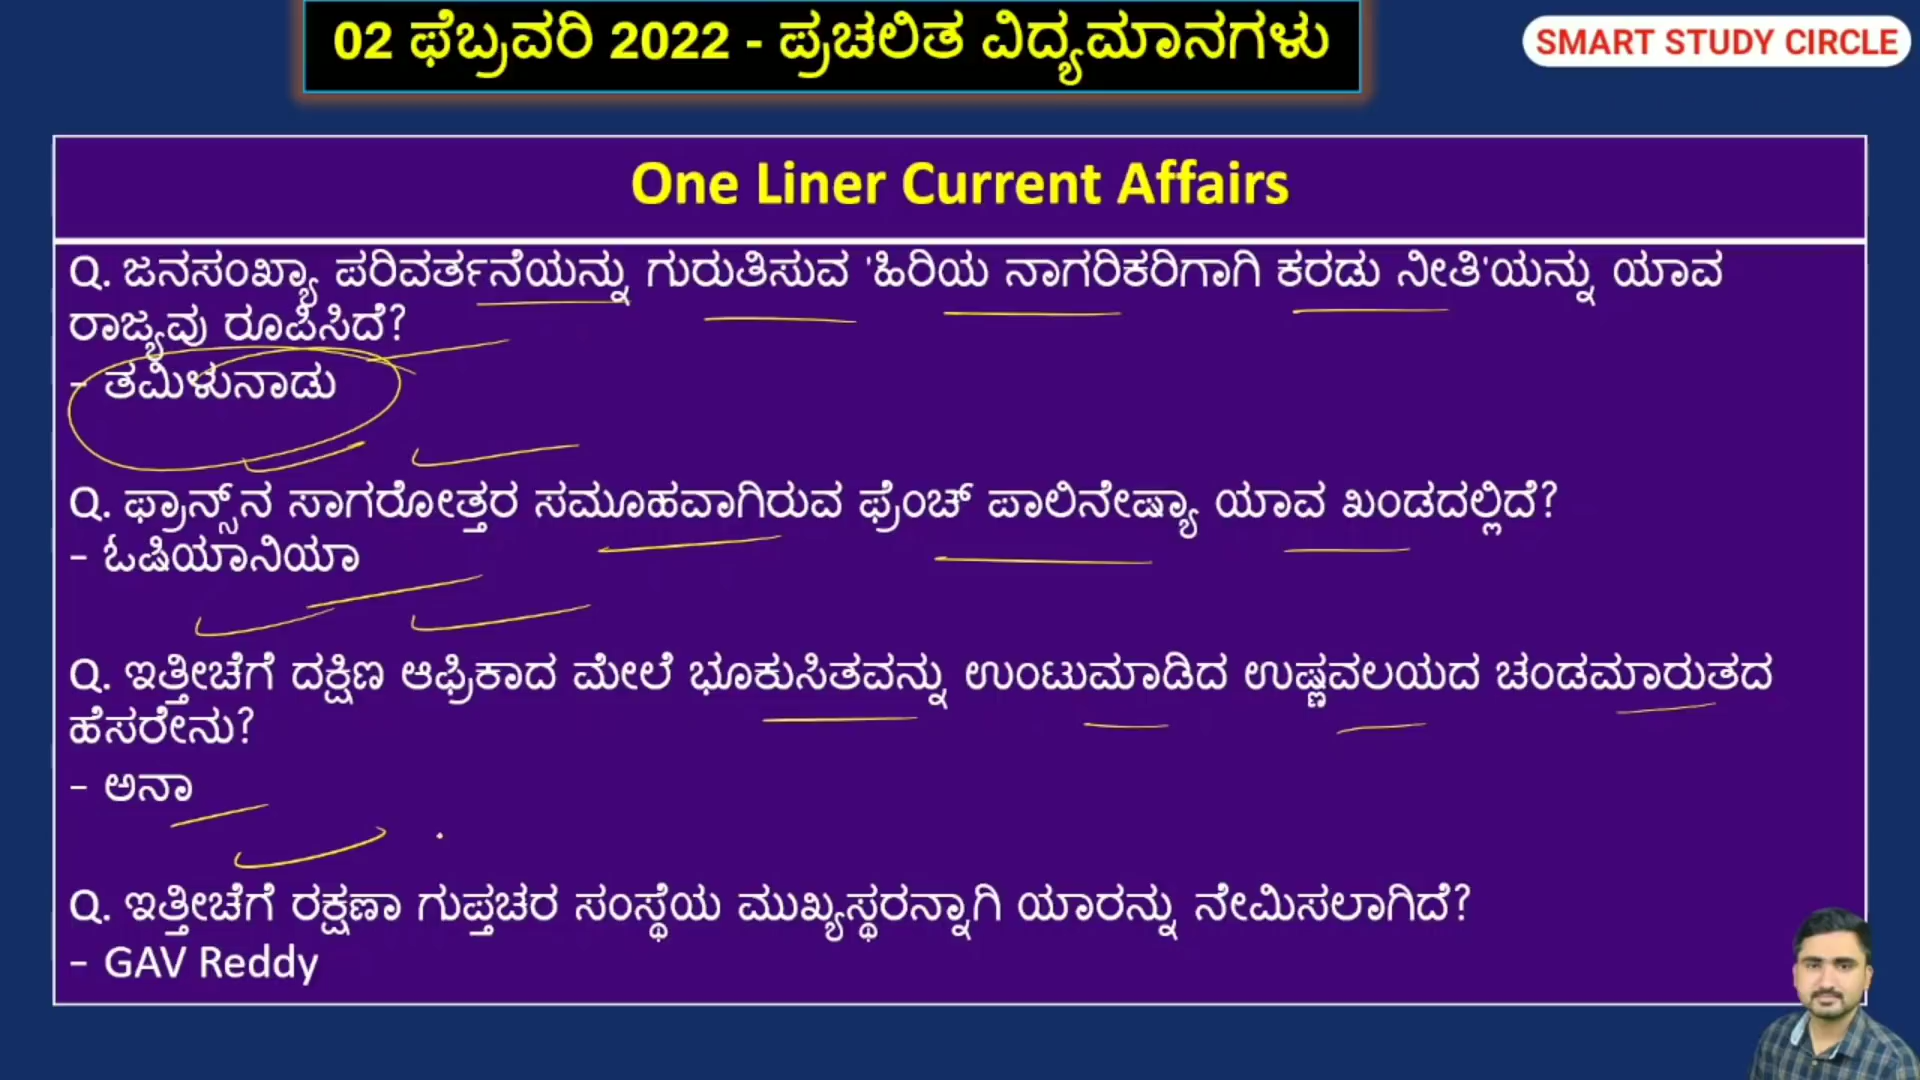 02 ಫೆಬ್ರವರಿ 2022 - ಪ್ರಚಲಿತ ವಿದ್ಯಮಾನಗಳು
SMART STUDY CIRCLE
One Liner Current Affairs
Q. ಜನಸಂಖ್ಯಾ ಪರಿವರ್ತನೆಯನ್ನು ಗುರುತಿಸುವ 'ಹಿರಿಯ ನಾಗರಿಕರಿಗಾಗಿ ಕರಡು ನೀತಿ'ಯನ್ನು ಯಾವ
ರಾಜ್ಯವು ರೂಪಿಸಿದೆ?
- ತಮಿಳುನಾಡು
Q. ಫ್ರಾನ್ಸ್‌ನ ಸಾಗರೋತ್ತರ ಸಮೂಹವಾಗಿರುವ ಫ್ರೆಂಚ್ ಪಾಲಿನೇಷ್ಯಾ ಯಾವ ಖಂಡದಲ್ಲಿದೆ?
- ಓಷಿಯಾನಿಯಾ
Q. ಇತ್ತೀಚೆಗೆ ದಕ್ಷಿಣ ಆಫ್ರಿಕಾದ ಮೇಲೆ ಭೂಕುಸಿತವನ್ನು ಉಂಟುಮಾಡಿದ ಉಷ್ಣವಲಯದ ಚಂಡಮಾರುತದ
ಹೆಸರೇನು?
- ಅನಾ
Q. ಇತ್ತೀಚೆಗೆ ರಕ್ಷಣಾ ಗುಪ್ತಚರ ಸಂಸ್ಥೆಯ ಮುಖ್ಯಸ್ಥರನ್ನಾಗಿ ಯಾರನ್ನು ನೇಮಿಸಲಾಗಿದೆ?
- GAV Reddy